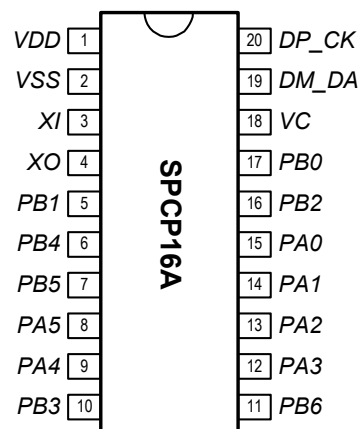 VDD 1 20 DP_CK
VSS 2 19 DM_DA
XI 3 18 VC
XO 4 17 PB0
PB1 5 16 PB2
PB4 6 15 PA0
PB5 7 14 PA1
PA5 8 13 PA2
PA4 9 12 PA3
PB3 10 11 PB6
SPCP16A